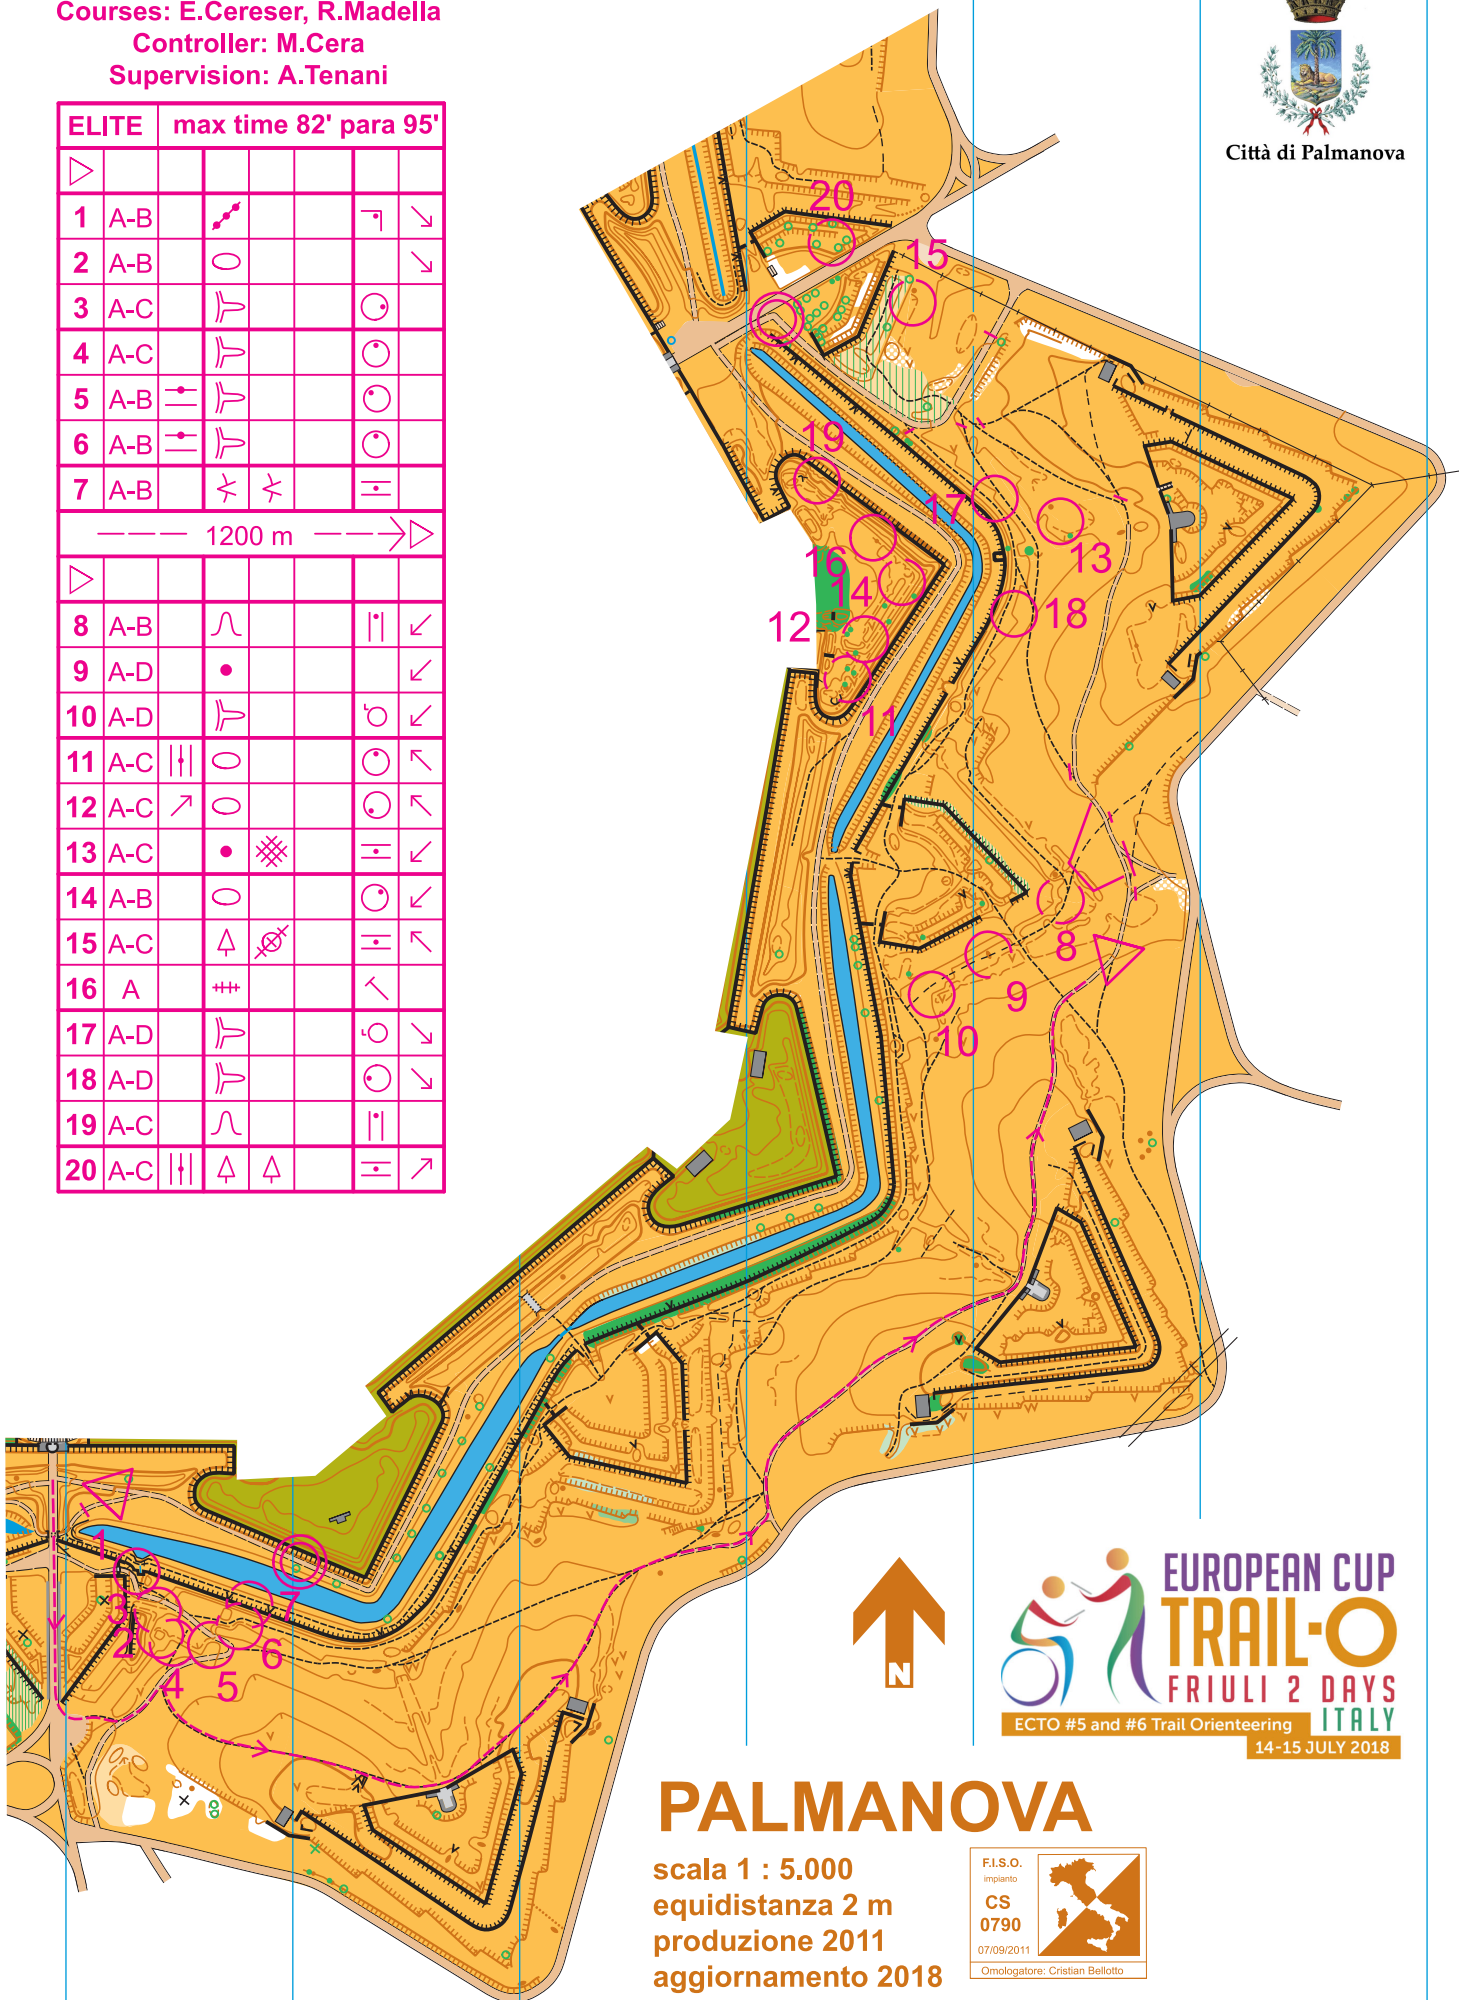 Courses: E.Cereser, R.Madella
Controller: M.Cera
Supervision: A.Tenani
ELITE max time 82' para 95'
1 A-B
2 A-B
3 A-C
4 A-C
5 A-B
6 A-B
7 A-B
1200 m
8 A-B
9 A-D
10 A-D
11 A-C
12 A-C
13 A-C
14 A-B
15 A-C
16 A
17 A-D
18 A-D
19 A-C
20 A-C
Città di Palmanova
20
15
19
17
13
16
14
12
18
11
8
9
10
1
3
2
4
5
6
7
N
EUROPEAN CUP
TRAIL-O
FRIULI 2 DAYS
ITALY
ECTO #5 and #6 Trail Orienteering
14-15 JULY 2018
PALMANOVA
scala 1 : 5.000
equidistanza 2 m
produzione 2011
aggiornamento 2018
F.I.S.O.
impianto
CS
0790
07/09/2011
Omologatore: Cristian Bellotto